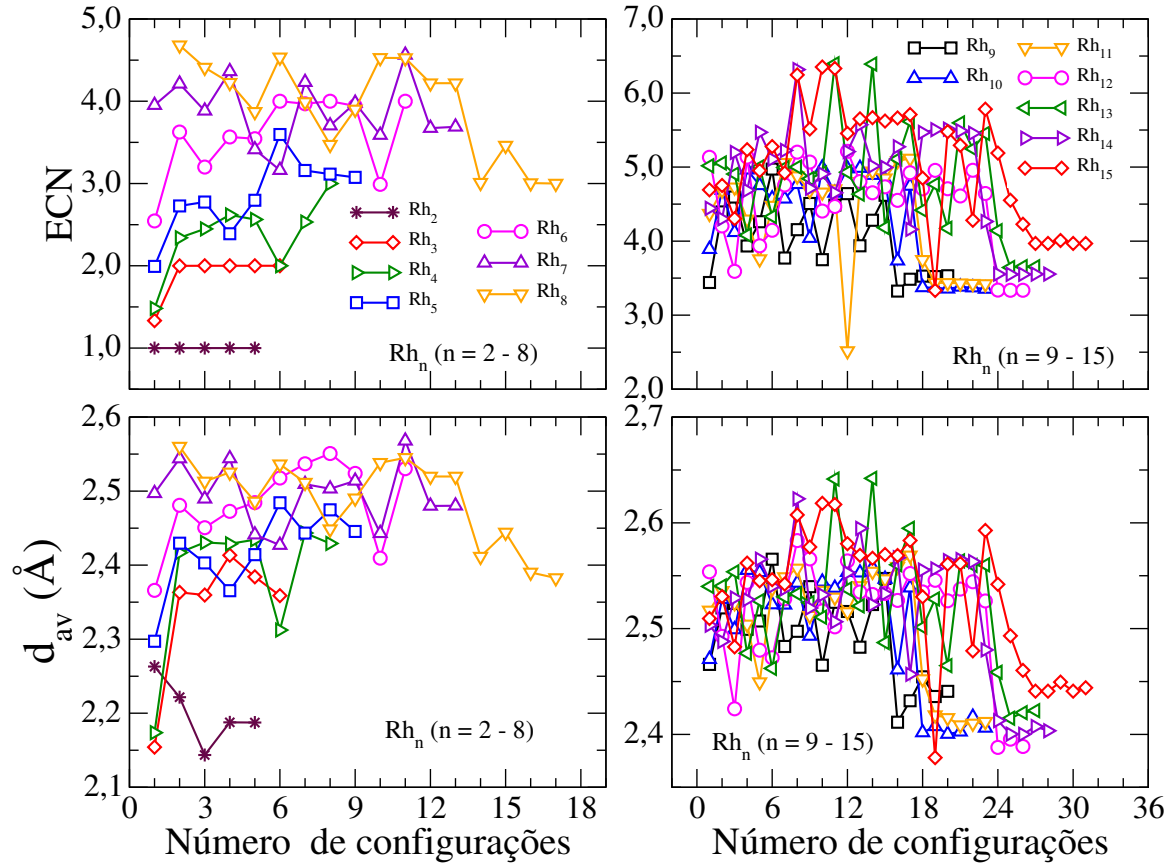 5,0
4,0
3,0
2,0
1,0
ECN
Rh2
Rh3
Rh4
Rh5
Rh6
Rh7
Rh8
Rhn (n = 2 - 8)
7,0
6,0
5,0
4,0
3,0
2,0
Rh9
Rh10
Rh11
Rh12
Rh13
Rh14
Rh15
Rhn (n = 9 - 15)
2,6
2,5
2,4
2,3
2,2
2,1
dav (Å)
Rhn (n = 2 - 8)
0 3 6 9 12 15 18
Número de configurações
2,7
2,6
2,5
2,4
Rhn (n = 9 - 15)
0 6 12 18 24 30 36
Número de configurações